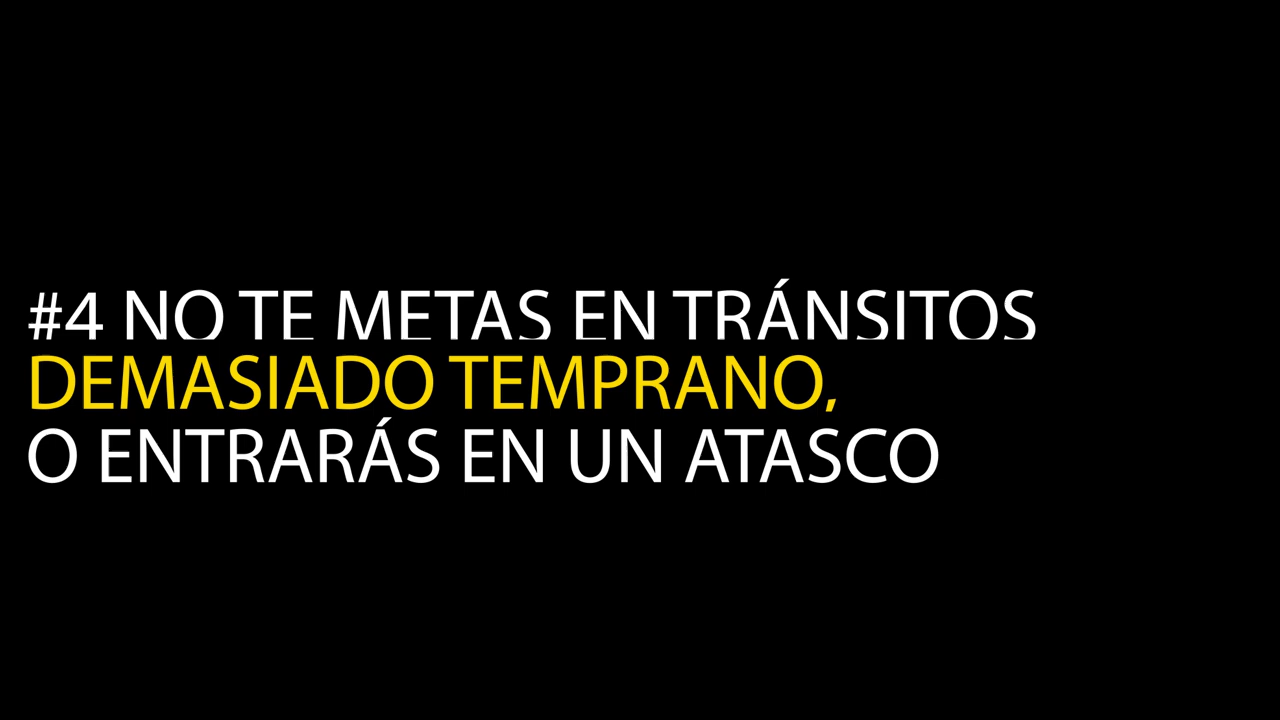 #4 NO TE METAS EN TRÁNSITOS
DEMASIADO TEMPRANO,
O ENTRARÁS EN UN ATASCO